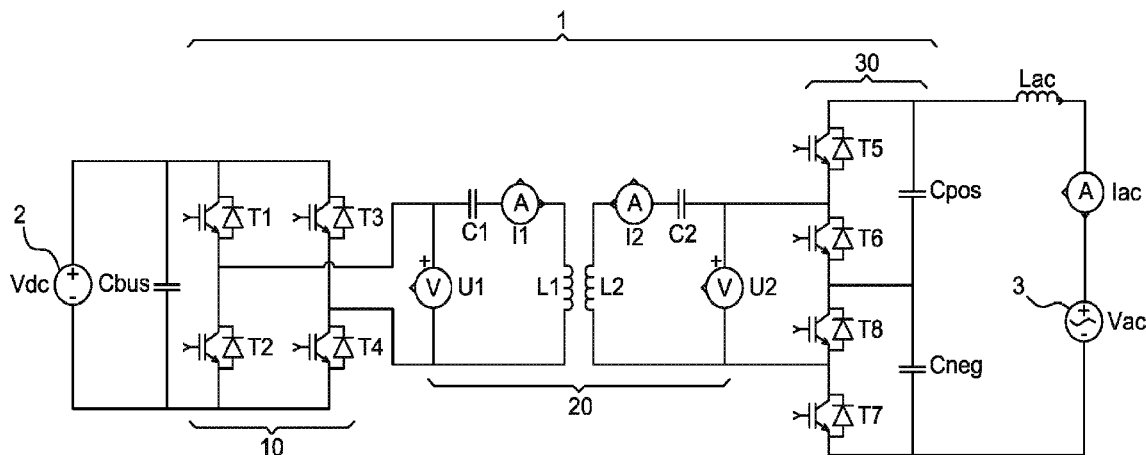 1
30
Lac
T5
Cpos
A
Iac
2
T1
T3
C1
A
I1
A
I2
C2
T6
+
-
Vdc
Cbus
+
V
U1
L1
L2
+
V
U2
3
+
-
Vac
T2
T4
T8
Cneg
20
T7
10